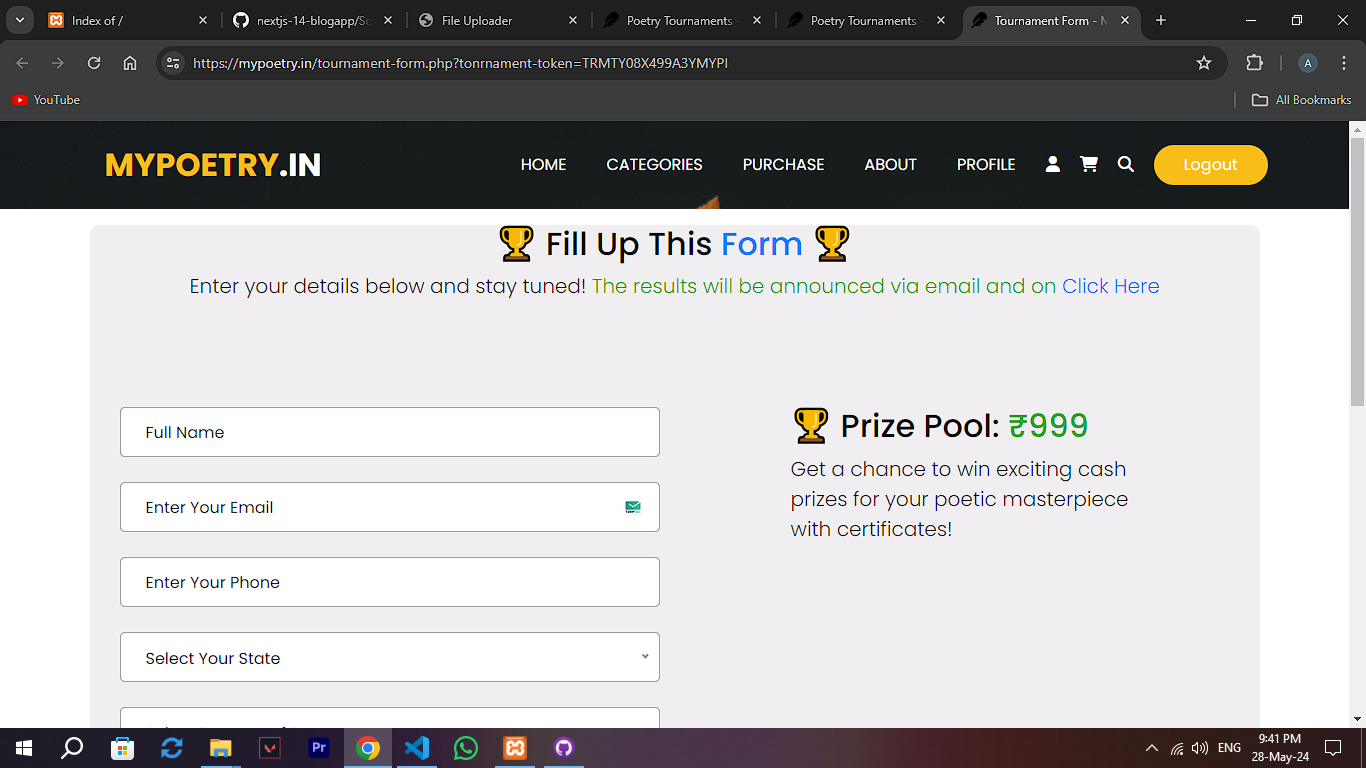 Index of /
nextjs-14-blogapp/Sc
File Uploader
Poetry Tournaments -
Poetry Tournaments -
Tournament Form - M
https://mypoetry.in/tournament-form.php?tonrnament-token=TRMTY08X499A3YMYPI
A
YouTube
All Bookmarks
MYPOETRY.IN
HOME CATEGORIES PURCHASE ABOUT PROFILE Logout
Fill Up This Form
Enter your details below and stay tuned! The results will be announced via email and on Click Here
Full Name
Enter Your Email
Enter Your Phone
Select Your State
Prize Pool: ₹999
Get a chance to win exciting cash
prizes for your poetic masterpiece
with certificates!
Pr
ENG
9:41 PM
28-May-24